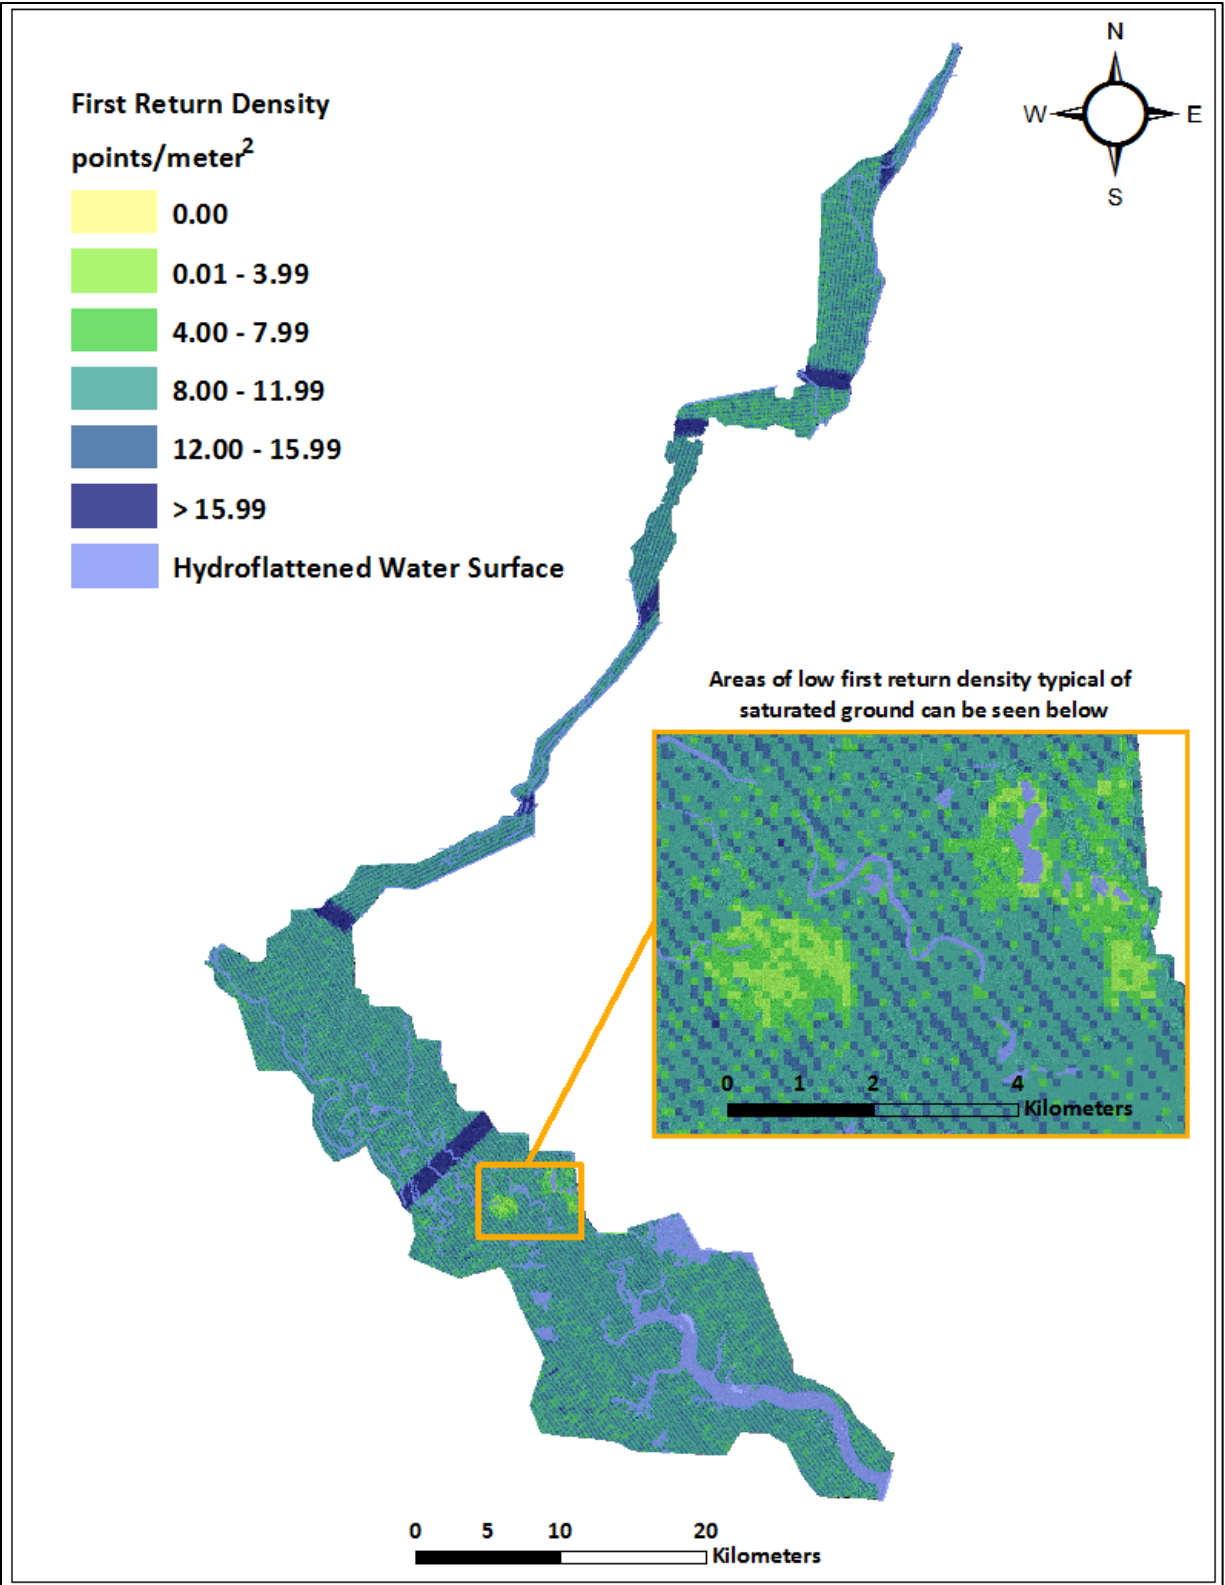 N
W E
S
First Return Density
points/meter2
0.00
0.01 - 3.99
4.00 - 7.99
8.00 - 11.99
12.00 - 15.99
> 15.99
Hydroflattened Water Surface
Areas of low first return density typical of
saturated ground can be seen below
0 1 2 4
Kilometers
0 5 10 20
Kilometers